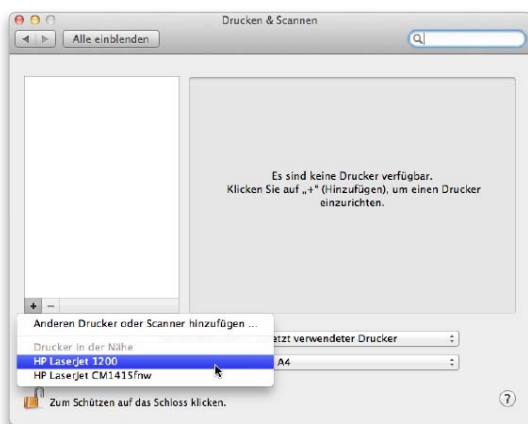 Drucken & Scannen
Alle einblenden
Es sind keine Drucker verfügbar.
Klicken Sie auf „+“ (Hinzufügen), um einen Drucker
einzurichten.
+ −
Anderen Drucker oder Scanner hinzufügen ...
Drucker in der Nähe
HP LaserJet 1200
HP LaserJet CM1415fnw
verwendeter Drucker
A4
Zum Schützen auf das Schloss klicken.
?